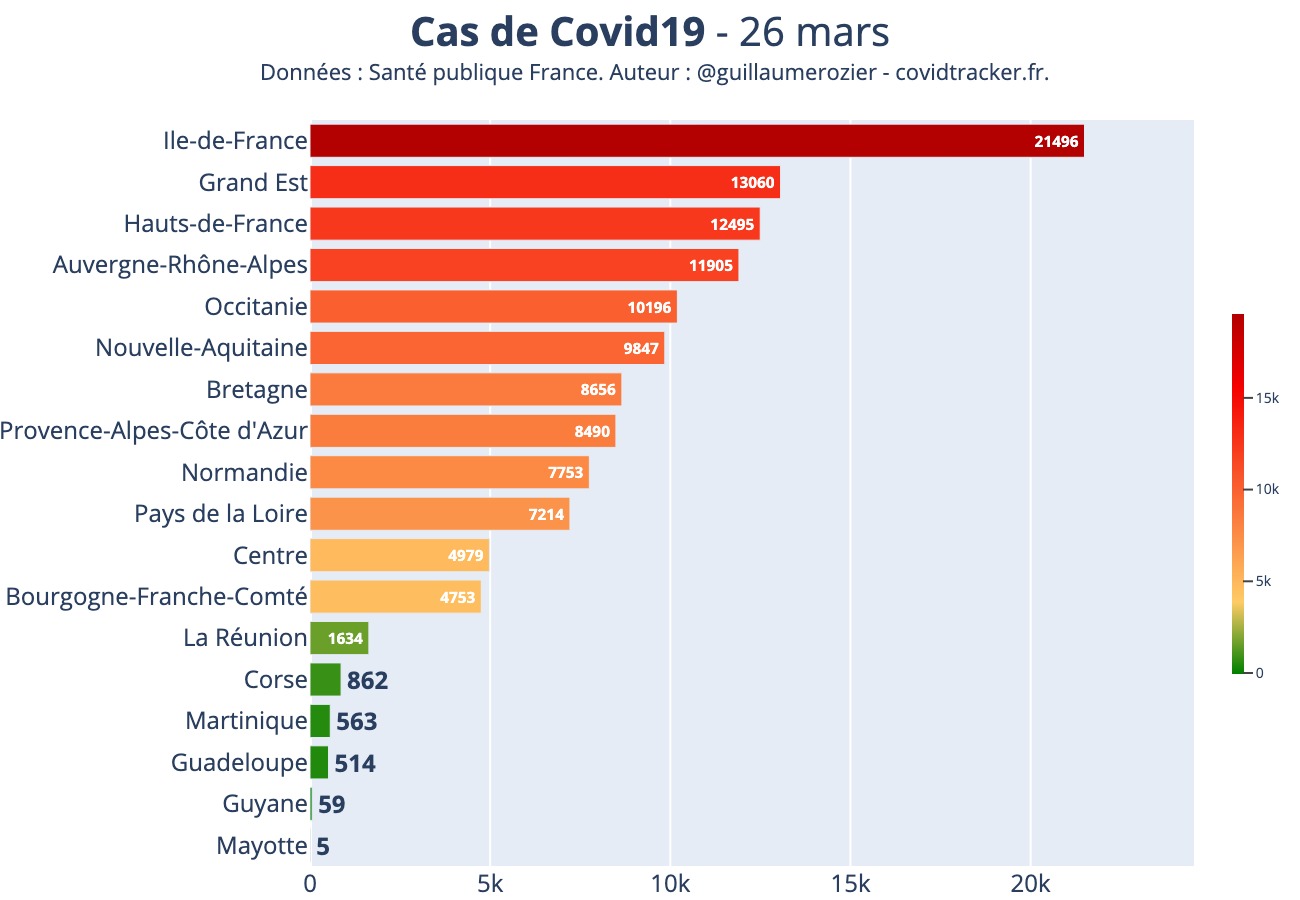 Cas de Covid19 - 26 mars
Données : Santé publique France. Auteur : @guillaumerozier - covidtracker.fr.
Ile-de-France 21496
Grand Est 13060
Hauts-de-France 12495
Auvergne-Rhône-Alpes 11905
Occitanie 10196
Nouvelle-Aquitaine 9847
Bretagne 8656
Provence-Alpes-Côte d'Azur 8490
Normandie 7753
Pays de la Loire 7214
Centre 4979
Bourgogne-Franche-Comté 4753
La Réunion 1634
Corse 862
Martinique 563
Guadeloupe 514
Guyane 59
Mayotte 5
0 5k 10k 15k 20k
15k
10k
5k
0